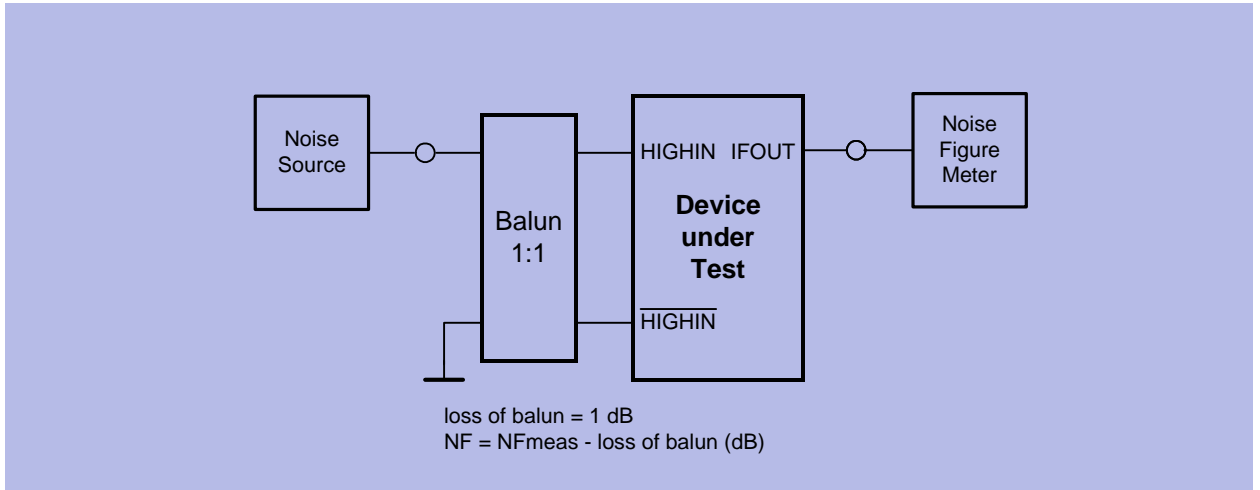 Noise
Source
Balun
1:1
HIGHIN IFOUT
Device
under
Test
HIGHIN
Noise
Figure
Meter
loss of balun = 1 dB
NF = NFmeas - loss of balun (dB)